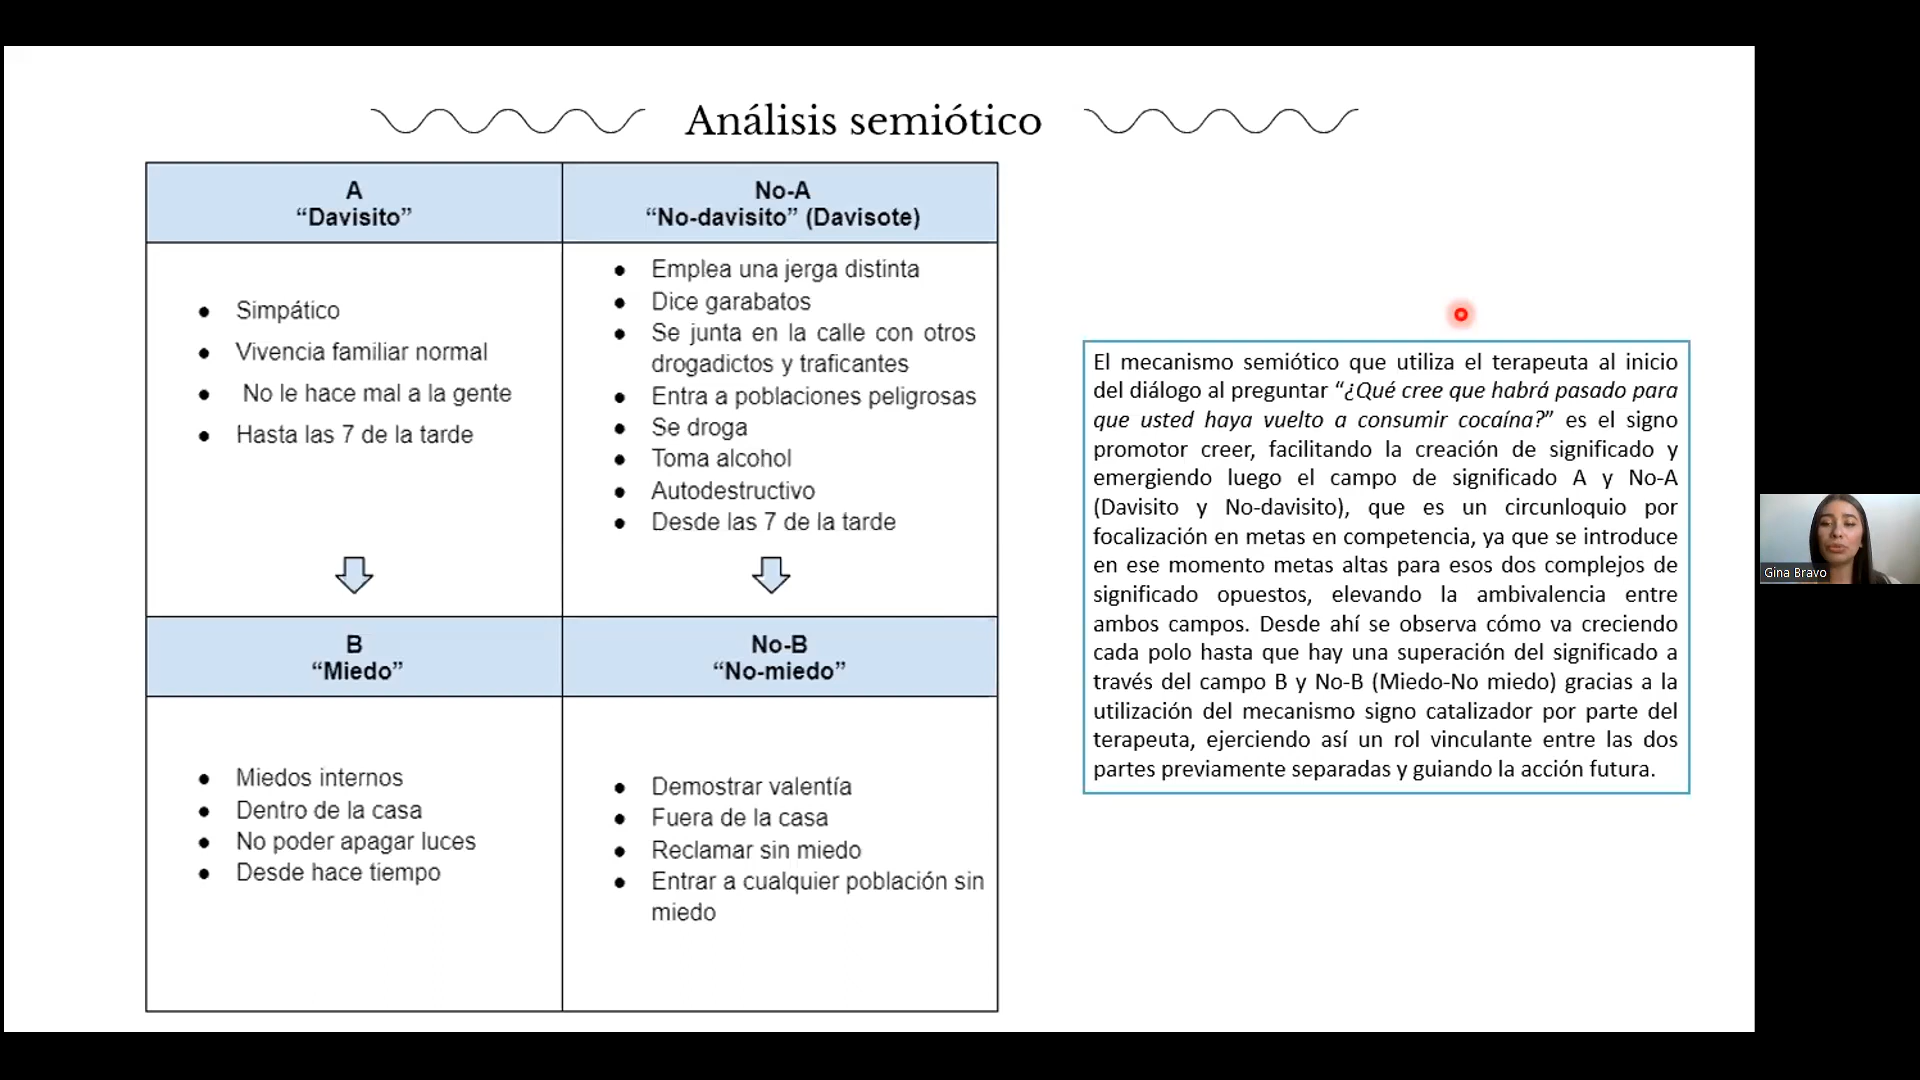 Análisis semiótico
A
“Davisito”
No-A
“No-davisito” (Davisote)
● Simpático
● Vivencia familiar normal
● No le hace mal a la gente
● Hasta las 7 de la tarde
● Emplea una jerga distinta
● Dice garabatos
● Se junta en la calle con otros
drogadictos y traficantes
● Entra a poblaciones peligrosas
● Se droga
● Toma alcohol
● Autodestructivo
● Desde las 7 de la tarde
B
“Miedo”
No-B
“No-miedo”
● Miedos internos
● Dentro de la casa
● No poder apagar luces
● Desde hace tiempo
● Demostrar valentía
● Fuera de la casa
● Reclamar sin miedo
● Entrar a cualquier población sin
miedo
El mecanismo semiótico que utiliza el terapeuta al inicio
del diálogo al preguntar “¿Qué cree que habrá pasado para
que usted haya vuelto a consumir cocaína?” es el signo
promotor creer, facilitando la creación de significado y
emergiendo luego el campo de significado A y No-A
(Davisito y No-davisito), que es un circunloquio por
focalización en metas en competencia, ya que se introduce
en ese momento metas altas para esos dos complejos de
significado opuestos, elevando la ambivalencia entre
ambos campos. Desde ahí se observa cómo va creciendo
cada polo hasta que hay una superación del significado a
través del campo B y No-B (Miedo-No miedo) gracias a la
utilización del mecanismo signo catalizador por parte del
terapeuta, ejerciendo así un rol vinculante entre las dos
partes previamente separadas y guiando la acción futura.
Gina Bravo